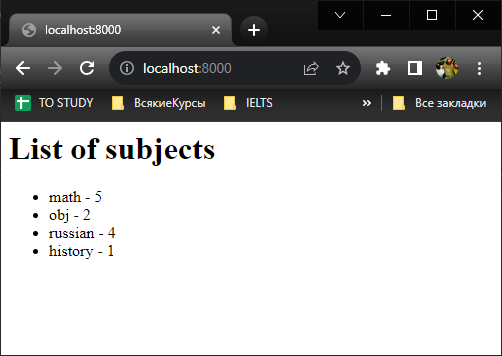 localhost:8000
localhost:8000
TO STUDY ВсякиеКурсы IELTS » Все закладки
List of subjects
• math - 5
• obj - 2
• russian - 4
• history - 1